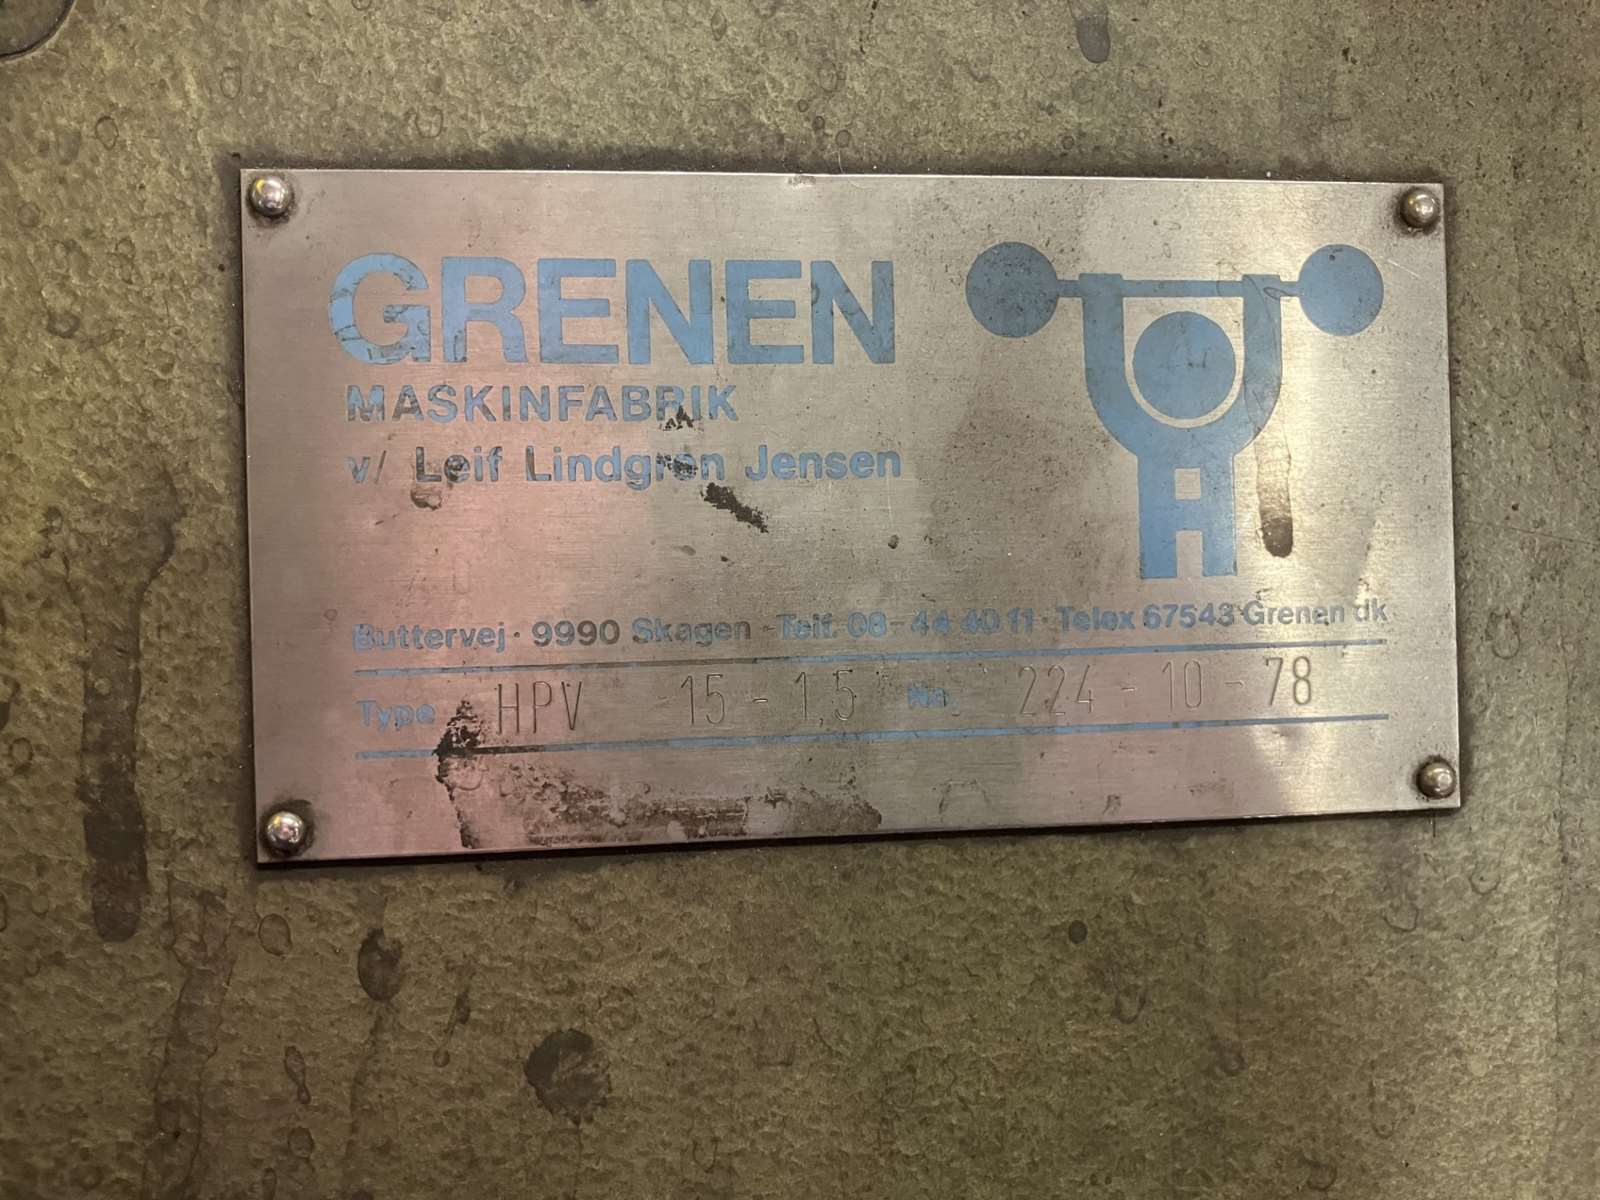 GRENEN
MASKINFABRIK
v/ Leif Lindgren Jensen
Buttervej · 9990 Skagen Telf. 08 - 44 40 11 · Telex 67543 Grenen dk
Type HPV 15 - 1,5 No. 224 - 10 - 78